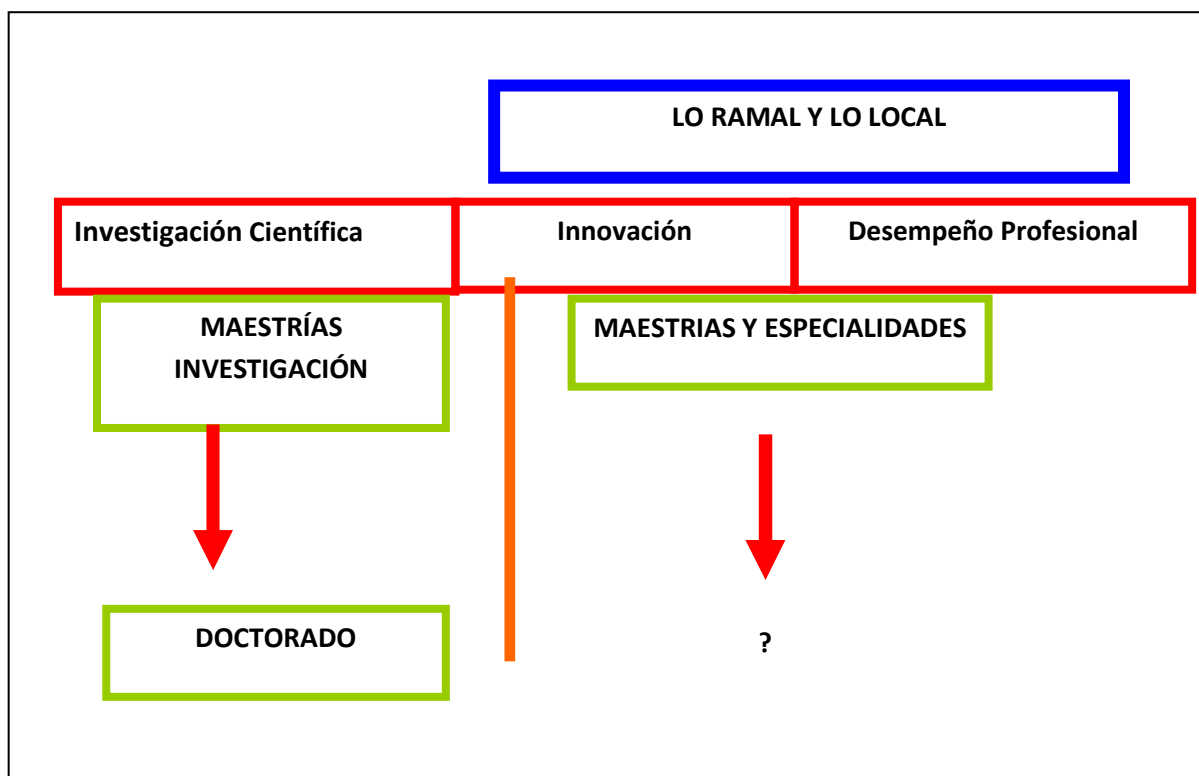 LO RAMAL Y LO LOCAL
Investigación Científica
Innovación
Desempeño Profesional
MAESTRÍAS
INVESTIGACIÓN
MAESTRIAS Y ESPECIALIDADES
DOCTORADO
?